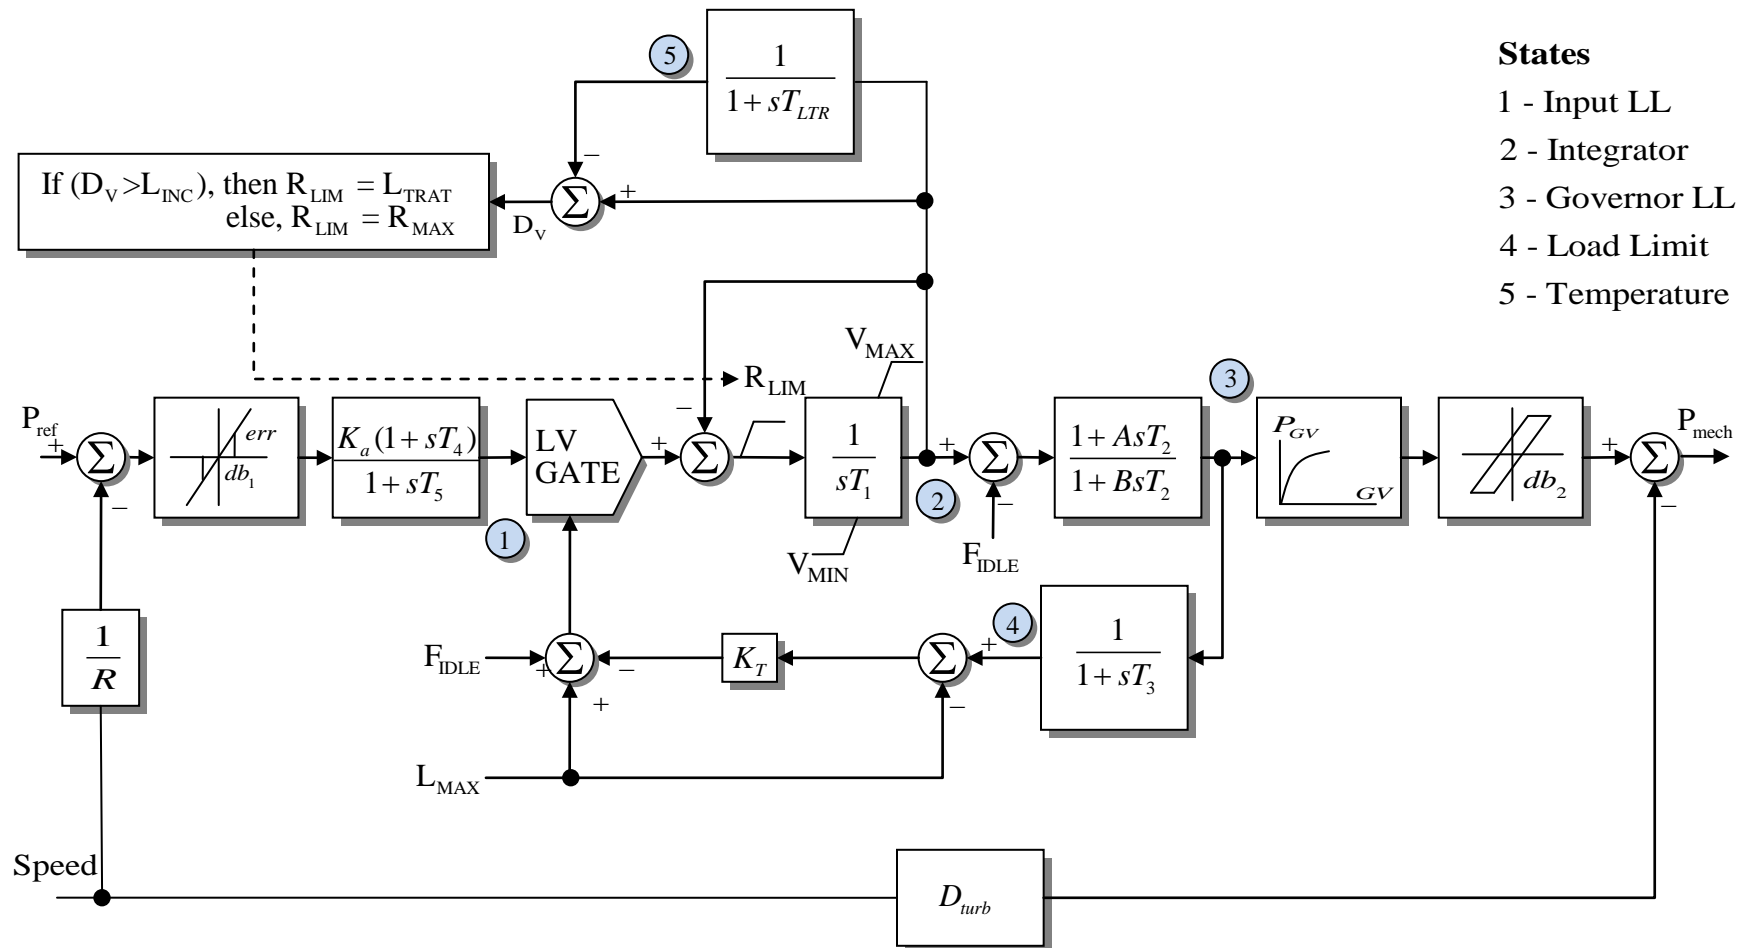 States
1 - Input LL
2 - Integrator
3 - Governor LL
4 - Load Limit
5 - Temperature
5
1
1 + sT_LTR
−
If (D_V >L_INC), then R_LIM = L_TRAT
else, R_LIM = R_MAX
D_V
Σ
+
V_MAX
R_LIM
P_ref
+
Σ
−
err
db_1
K_a (1 + sT_4)
1 + sT_5
LV
GATE
1
+
−
Σ
1
sT_1
V_MIN
2
+
Σ
−
F_IDLE
1 + AsT_2
1 + BsT_2
3
P_GV
GV
db_2
+
Σ
−
P_mech
1
R
F_IDLE
+
Σ
−
+
K_T
Σ
+
−
4
1
1 + sT_3
L_MAX
Speed
D_turb